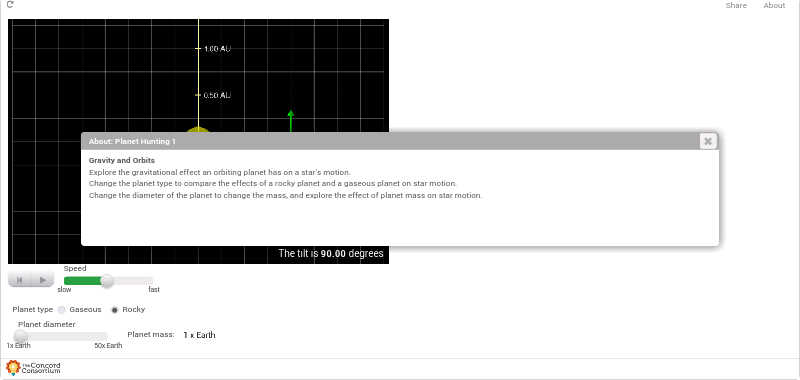 Share About
1.00 AU
0.50 AU
About: Planet Hunting 1
Gravity and Orbits
Explore the gravitational effect an orbiting planet has on a star's motion.
Change the planet type to compare the effects of a rocky planet and a gaseous planet on star motion.
Change the diameter of the planet to change the mass, and explore the effect of planet mass on star motion.
The tilt is 90.00 degrees
Speed
slow fast
Planet type Gaseous Rocky
Planet diameter
Planet mass: 1 x Earth
1x Earth 50x Earth
The Concord
Consortium